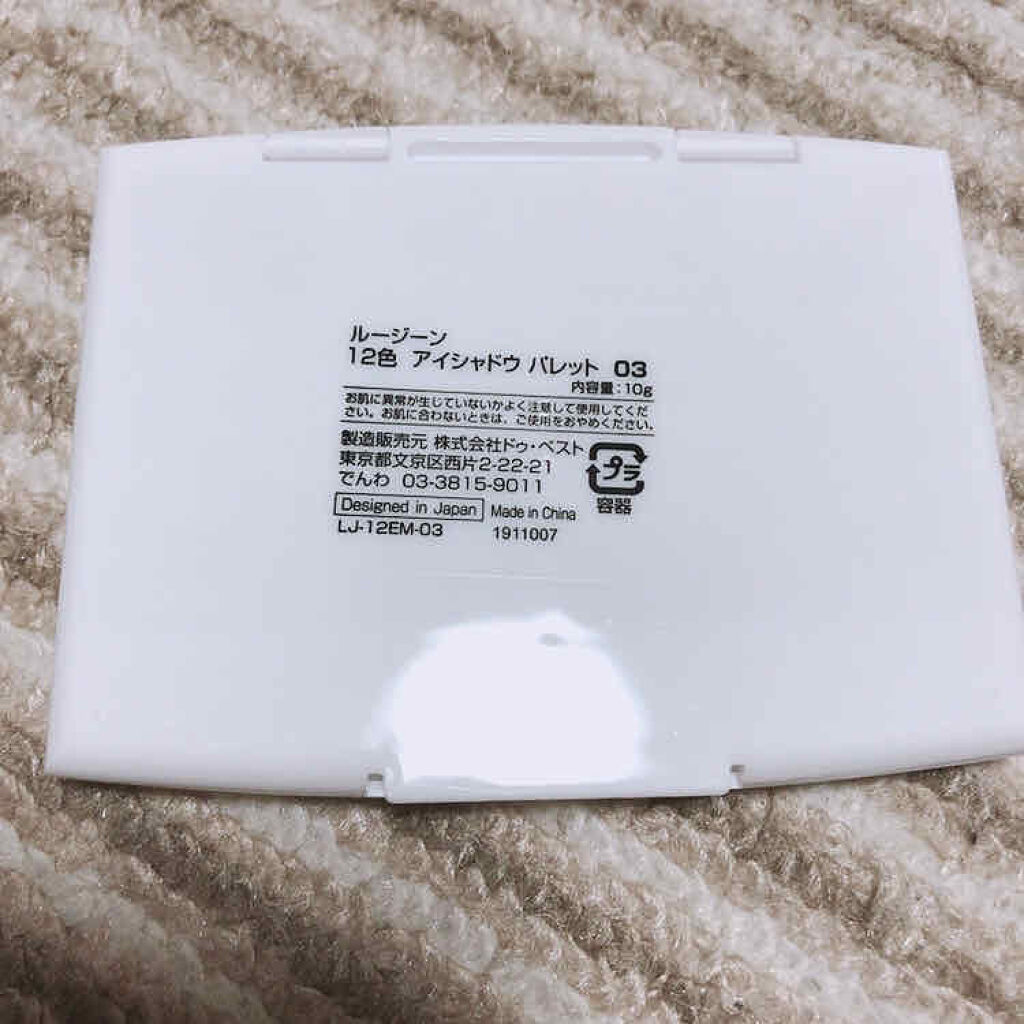 ルージーン
12色 アイシャドウ パレット 03
内容量:10g
お肌に異常が生じていないかよく注意して使用してくだ
さい。お肌に合わないときは、ご使用をおやめください。
製造販売元 株式会社ドゥ・ベスト
東京都文京区西片2-22-21
でんわ 03-3815-9011
プラ
容器
Designed in Japan Made in China
LJ-12EM-03 1911007